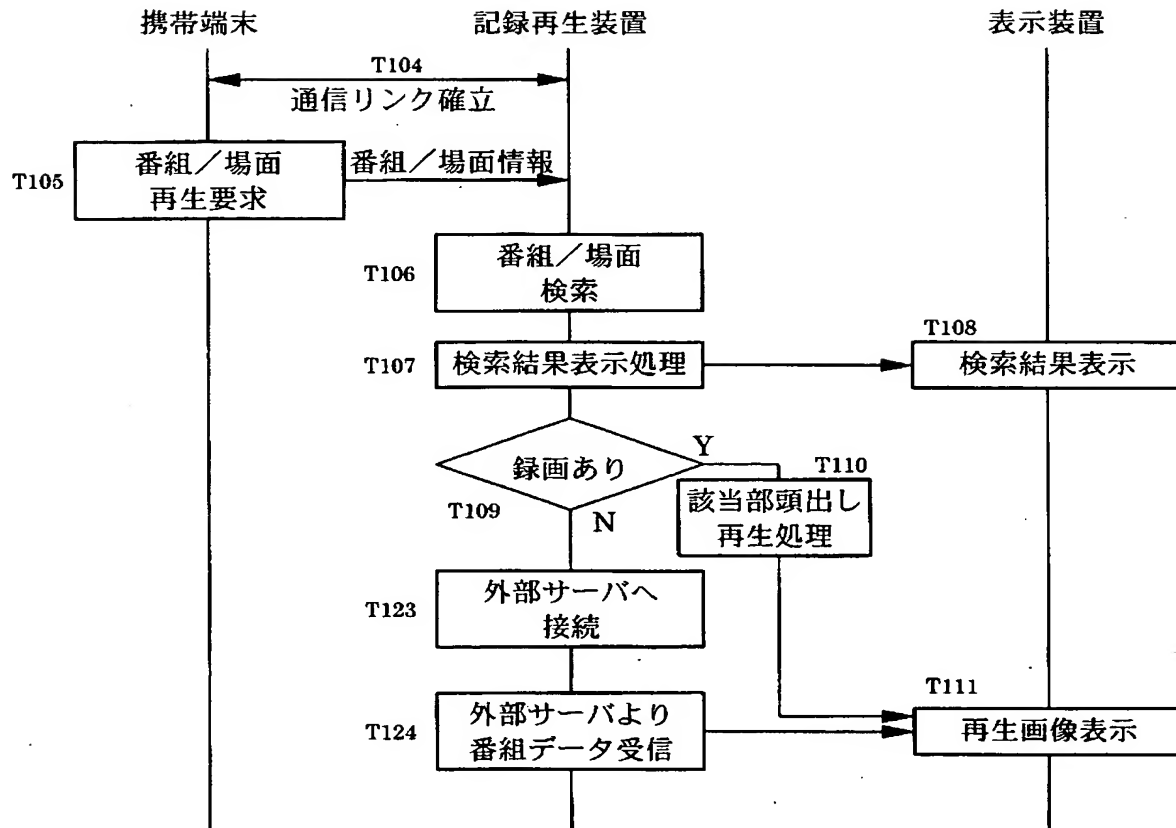 携帯端末
記録再生装置
表示装置
T104
通信リンク確立
T105
番組／場面
再生要求
番組／場面情報
T106
番組／場面
検索
T107
検索結果表示処理
T108
検索結果表示
録画あり
Y
T109
N
T110
該当部頭出し
再生処理
T123
外部サーバへ
接続
T124
外部サーバより
番組データ受信
T111
再生画像表示